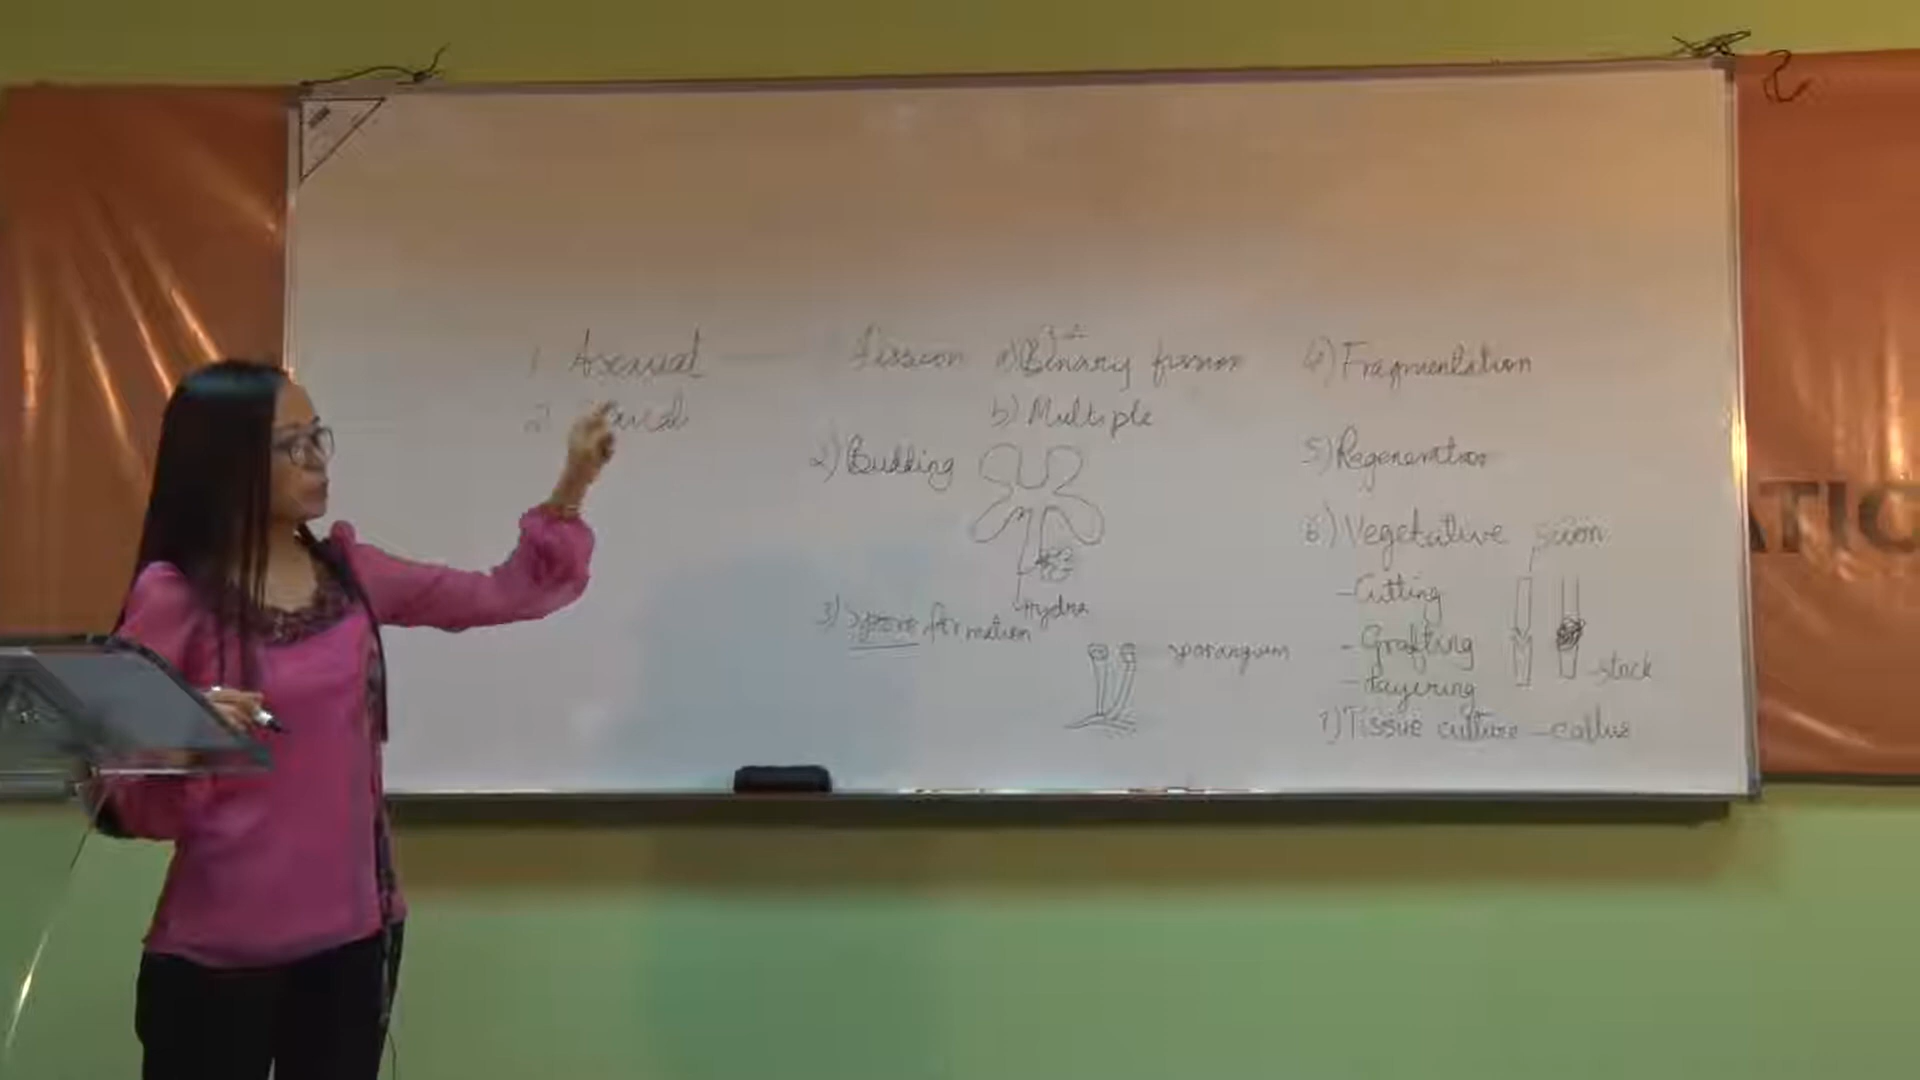 1. Asexual
2)
fission a) Binary fission
b) Multiple
2) Budding
Hydra
3) Spore formation
sporangium
4) Fragmentation
5) Regeneration
6) Vegetative
scion
- Cutting
- Grafting
- Layering
- stock
7) Tissue culture - callus
ATIC